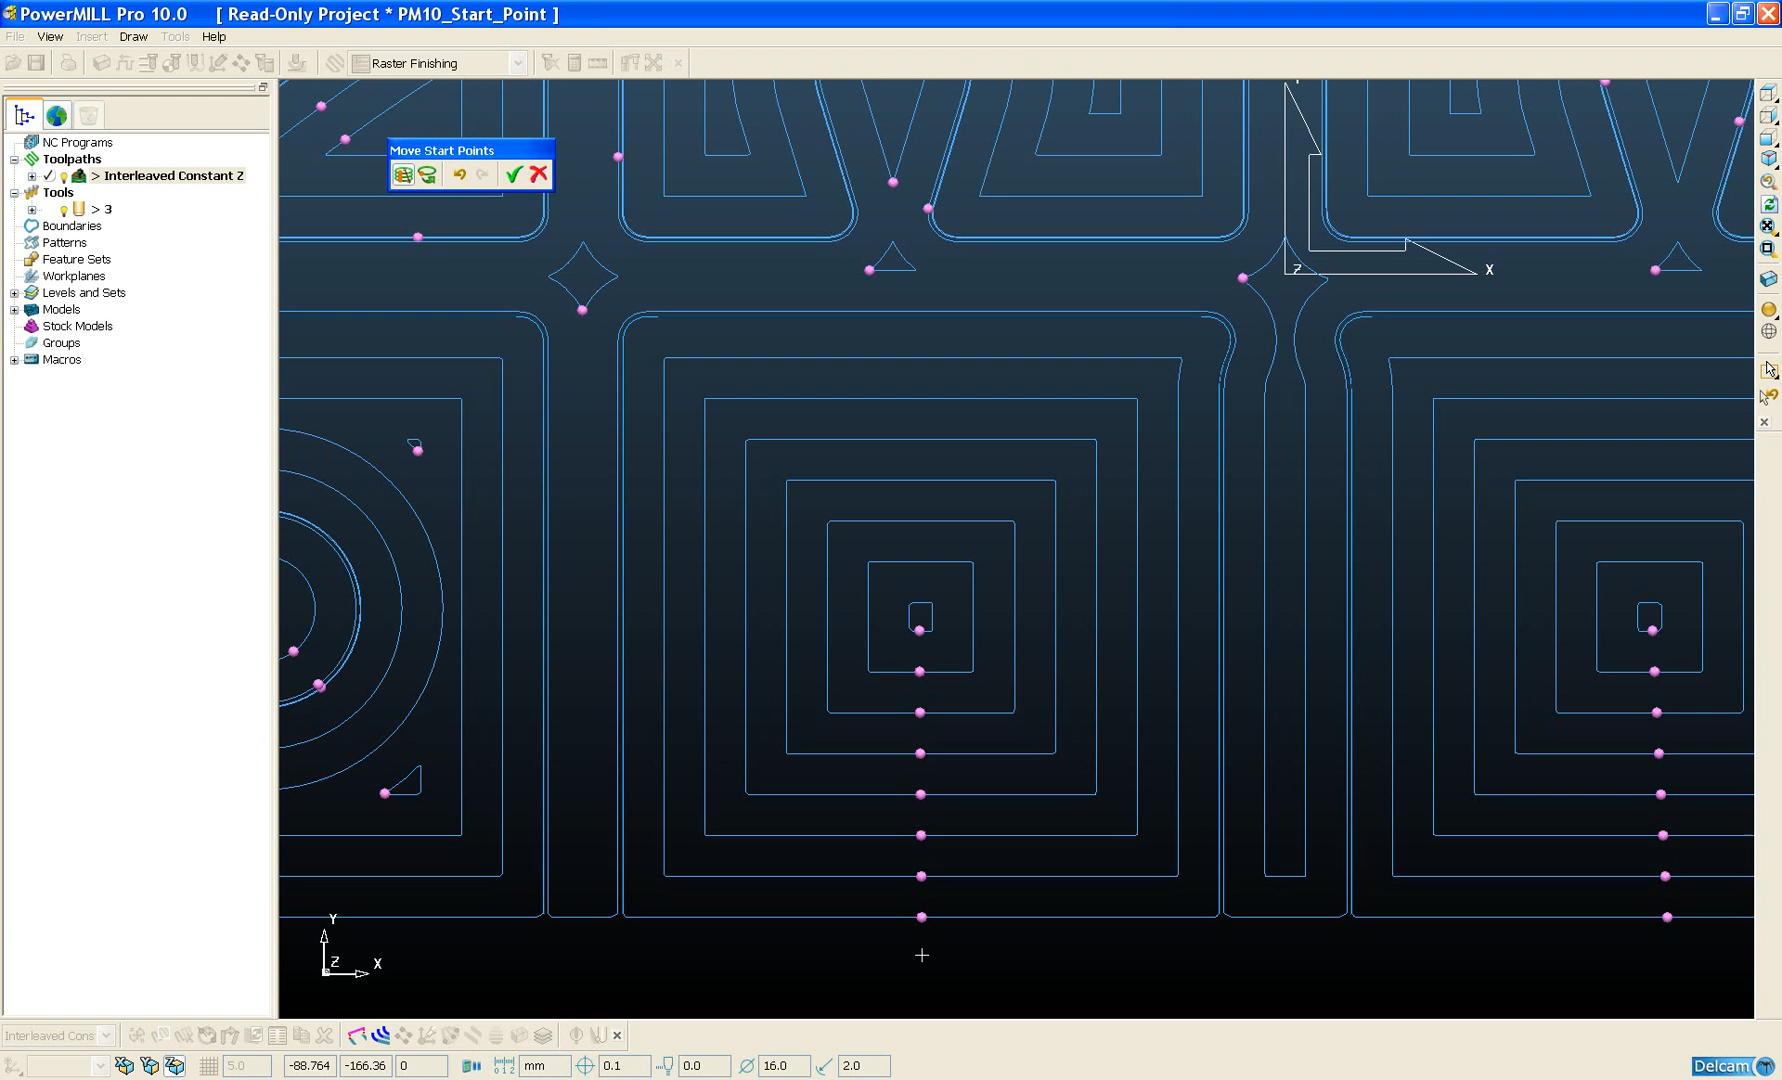 PowerMILL Pro 10.0 [ Read-Only Project * PM10_Start_Point ]
File View Insert Draw Tools Help
Raster Finishing
NC Programs
Toolpaths
> Interleaved Constant Z
Tools
> 3
Boundaries
Patterns
Feature Sets
Workplanes
Levels and Sets
Models
Stock Models
Groups
Macros
Move Start Points
Z X
Y
Z X
Interleaved Cons
5.0 -88.764 -166.36 0 mm 0.1 0.0 16.0 2.0
Delcam